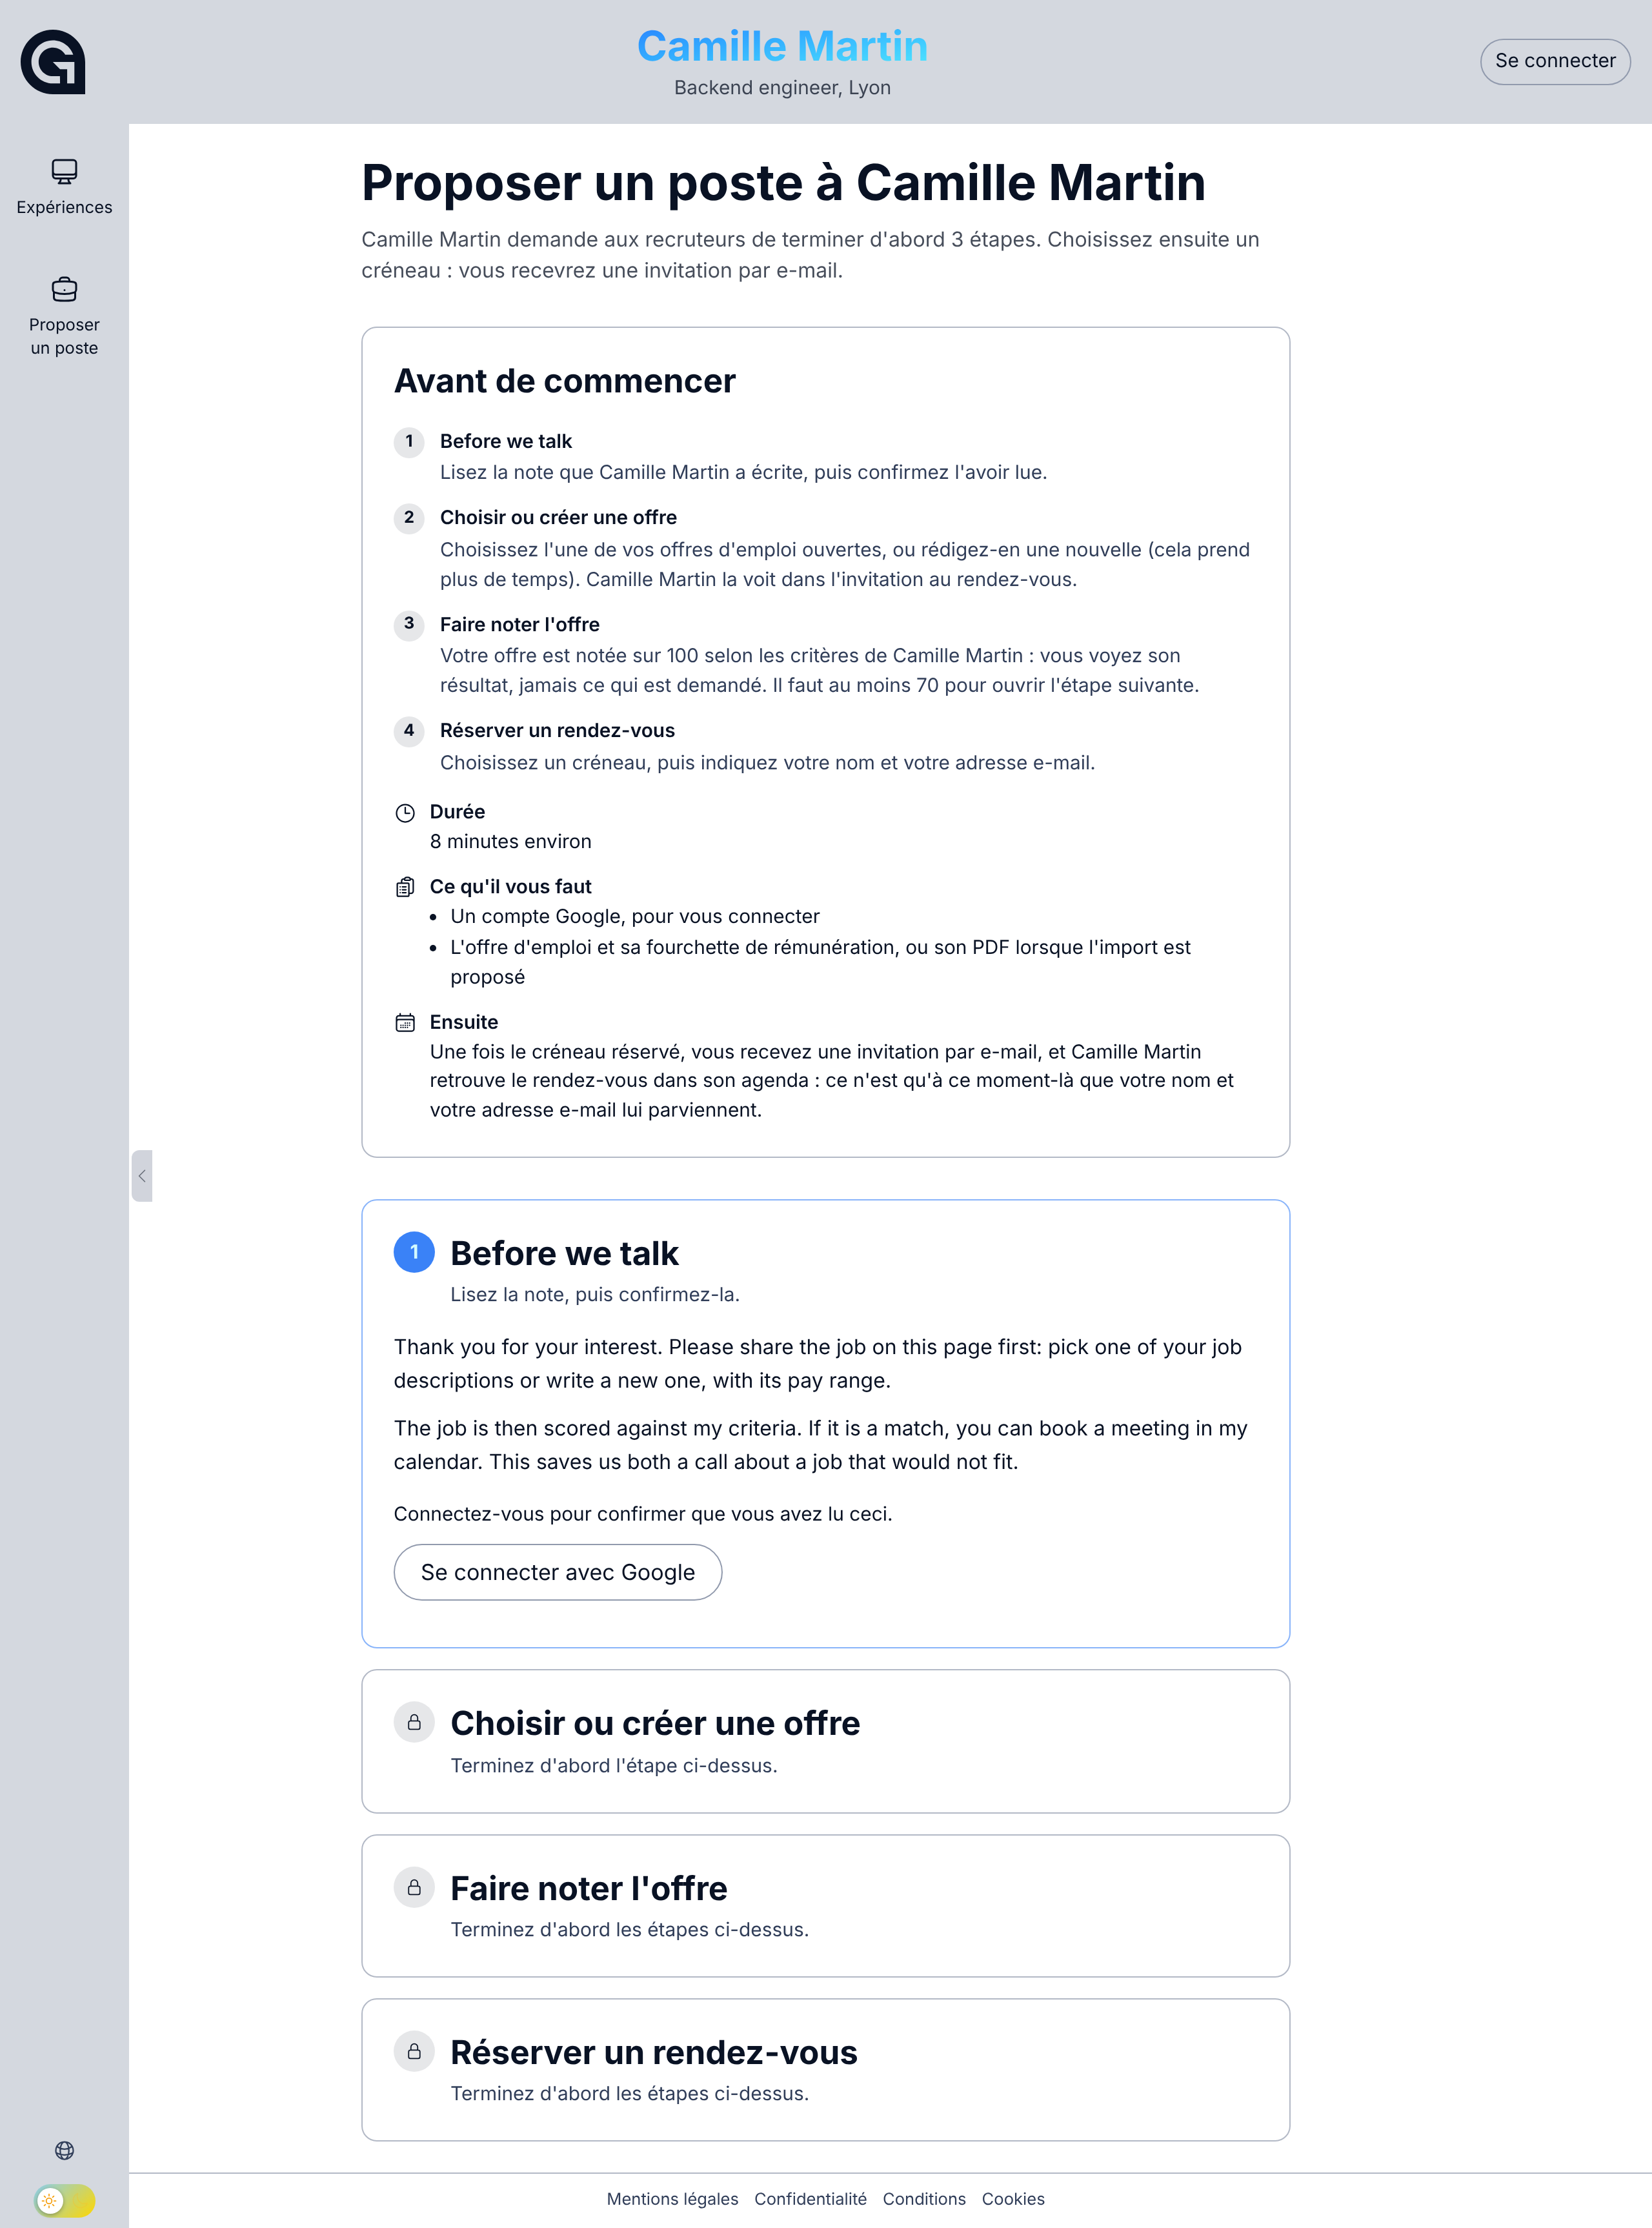 Camille Martin
Backend engineer, Lyon
Se connecter
Expériences
Proposer
un poste
Proposer un poste à Camille Martin
Camille Martin demande aux recruteurs de terminer d'abord 3 étapes. Choisissez ensuite un
créneau : vous recevrez une invitation par e-mail.
Avant de commencer
1
Before we talk
Lisez la note que Camille Martin a écrite, puis confirmez l'avoir lue.
2
Choisir ou créer une offre
Choisissez l'une de vos offres d'emploi ouvertes, ou rédigez-en une nouvelle (cela prend
plus de temps). Camille Martin la voit dans l'invitation au rendez-vous.
3
Faire noter l'offre
Votre offre est notée sur 100 selon les critères de Camille Martin : vous voyez son
résultat, jamais ce qui est demandé. Il faut au moins 70 pour ouvrir l'étape suivante.
4
Réserver un rendez-vous
Choisissez un créneau, puis indiquez votre nom et votre adresse e-mail.
Durée
8 minutes environ
Ce qu'il vous faut
• Un compte Google, pour vous connecter
• L'offre d'emploi et sa fourchette de rémunération, ou son PDF lorsque l'import est
proposé
Ensuite
Une fois le créneau réservé, vous recevez une invitation par e-mail, et Camille Martin
retrouve le rendez-vous dans son agenda : ce n'est qu'à ce moment-là que votre nom et
votre adresse e-mail lui parviennent.
1
Before we talk
Lisez la note, puis confirmez-la.
Thank you for your interest. Please share the job on this page first: pick one of your job
descriptions or write a new one, with its pay range.
The job is then scored against my criteria. If it is a match, you can book a meeting in my
calendar. This saves us both a call about a job that would not fit.
Connectez-vous pour confirmer que vous avez lu ceci.
Se connecter avec Google
Choisir ou créer une offre
Terminez d'abord l'étape ci-dessus.
Faire noter l'offre
Terminez d'abord les étapes ci-dessus.
Réserver un rendez-vous
Terminez d'abord les étapes ci-dessus.
Mentions légales
Confidentialité
Conditions
Cookies